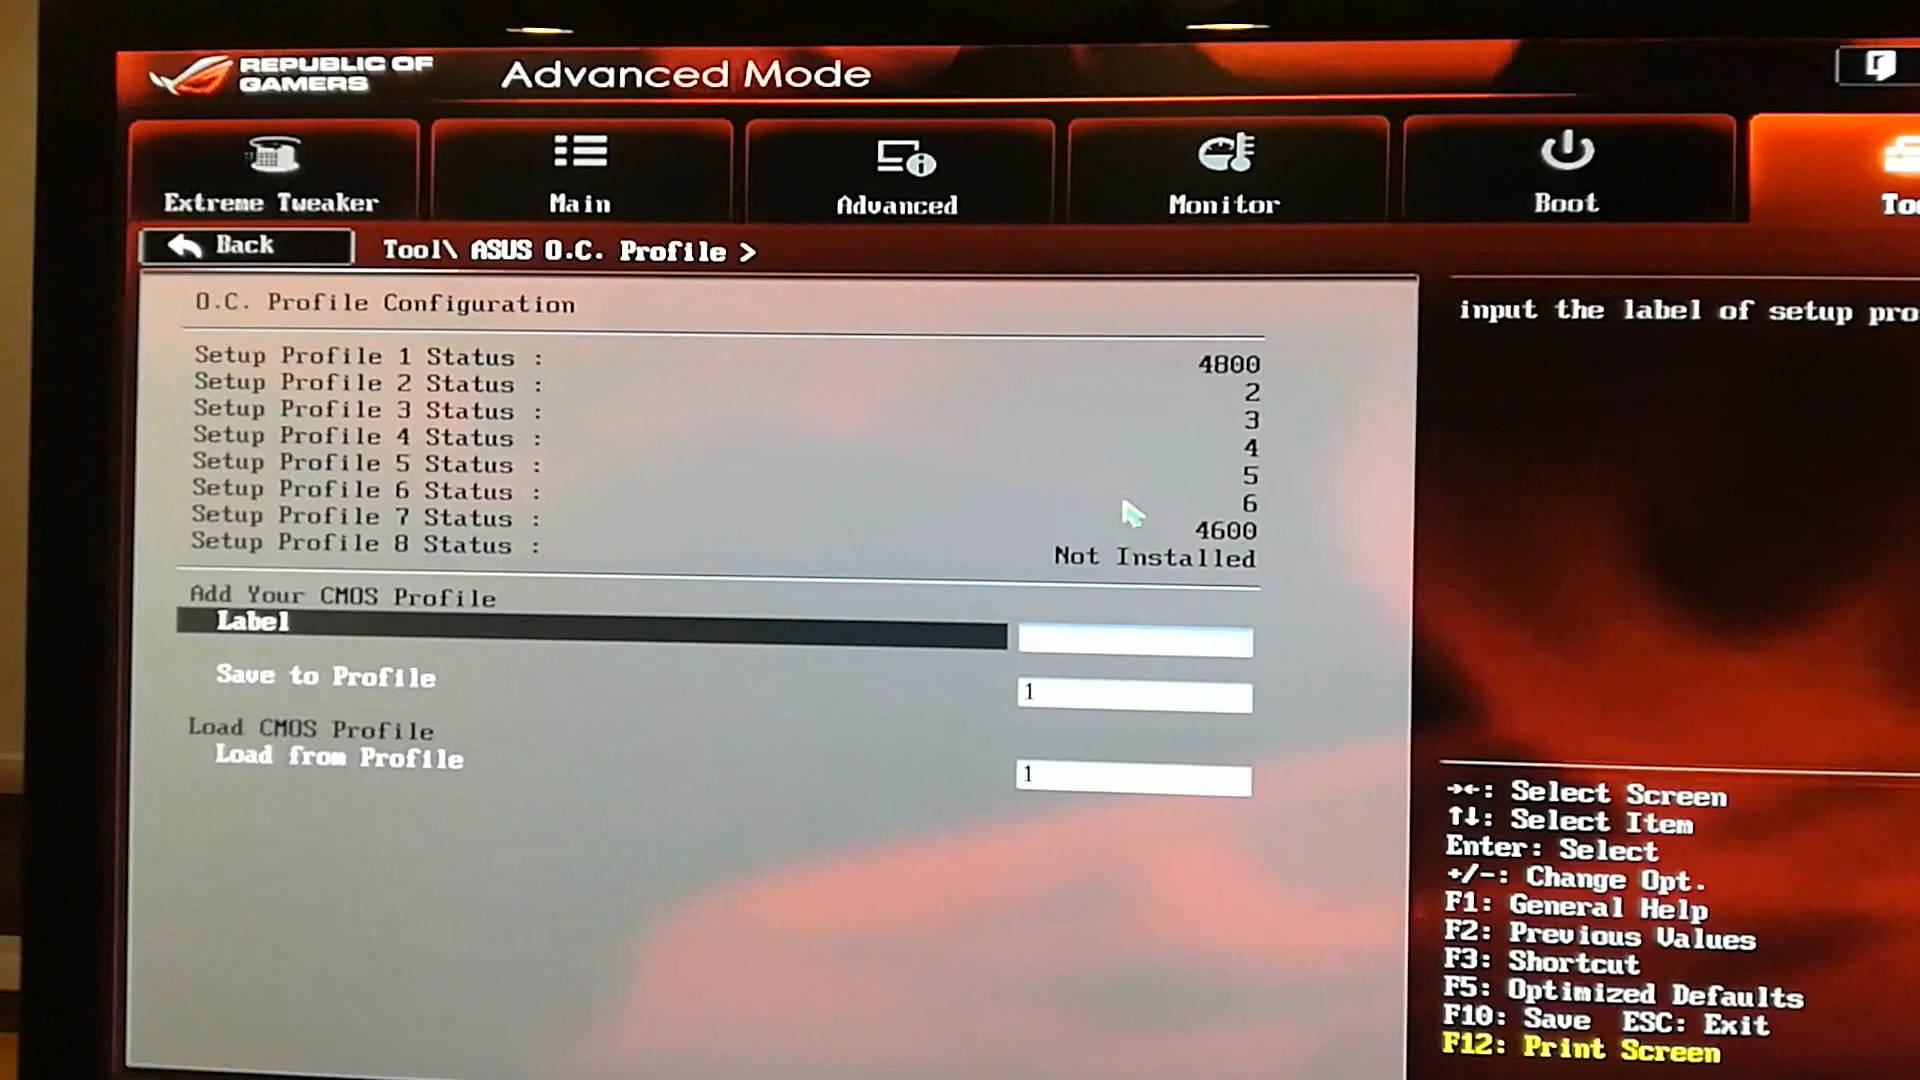 REPUBLIC OF
GAMERS
Advanced Mode
Extreme Tweaker
Main
Advanced
Monitor
Boot
Back
Tool\ ASUS O.C. Profile >
O.C. Profile Configuration
Setup Profile 1 Status : 4800
Setup Profile 2 Status : 2
Setup Profile 3 Status : 3
Setup Profile 4 Status : 4
Setup Profile 5 Status : 5
Setup Profile 6 Status : 6
Setup Profile 7 Status : 4600
Setup Profile 8 Status : Not Installed
Add Your CMOS Profile
Label
Save to Profile 1
Load CMOS Profile
Load from Profile 1
input the label of setup
→←: Select Screen
↑↓: Select Item
Enter: Select
+/-: Change Opt.
F1: General Help
F2: Previous Values
F3: Shortcut
F5: Optimized Defaults
F10: Save ESC: Exit
F12: Print Screen